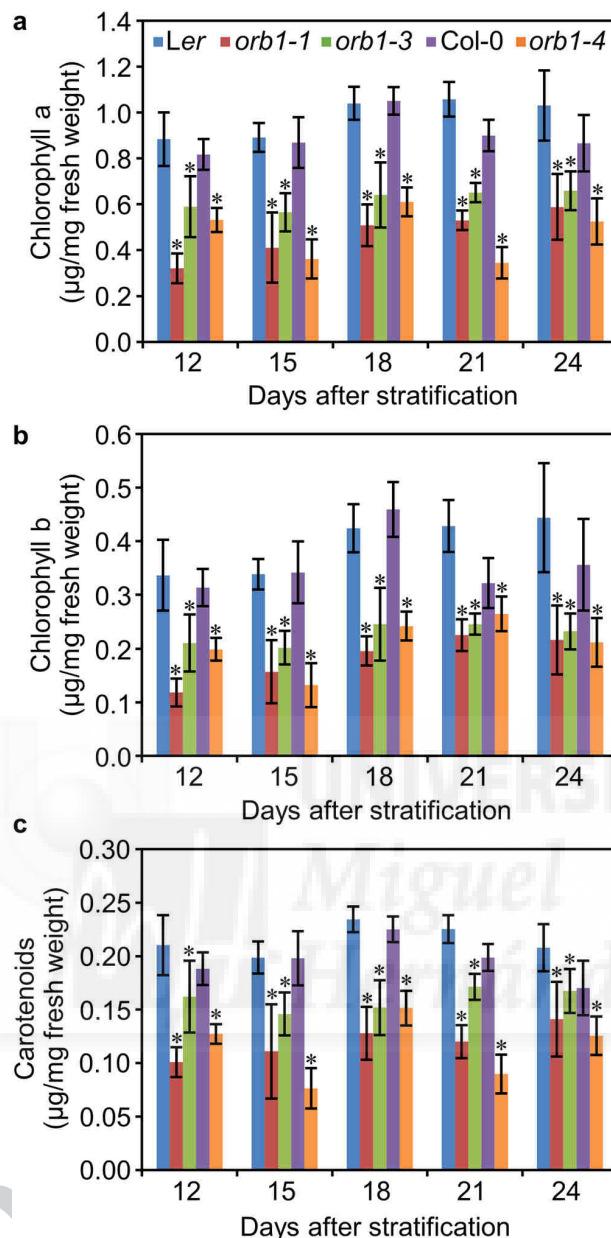 a
Ler orb1-1 orb1-3 Col-0 orb1-4
Chlorophyll a
(µg/mg fresh weight)
1.4
1.2
1.0
0.8
0.6
0.4
0.2
0.0
* * * * * * * * * * * * * * *
12 15 18 21 24
Days after stratification
b
Chlorophyll b
(µg/mg fresh weight)
0.6
0.5
0.4
0.3
0.2
0.1
0.0
* * * * * * * * * * * * * * *
12 15 18 21 24
Days after stratification
UNIVERSI
c
Carotenoids
(µg/mg fresh weight)
0.30
0.25
0.20
0.15
0.10
0.05
0.00
* * * * * * * * * * * * * * *
Miguel
Hernánd
12 15 18 21 24
Days after stratification